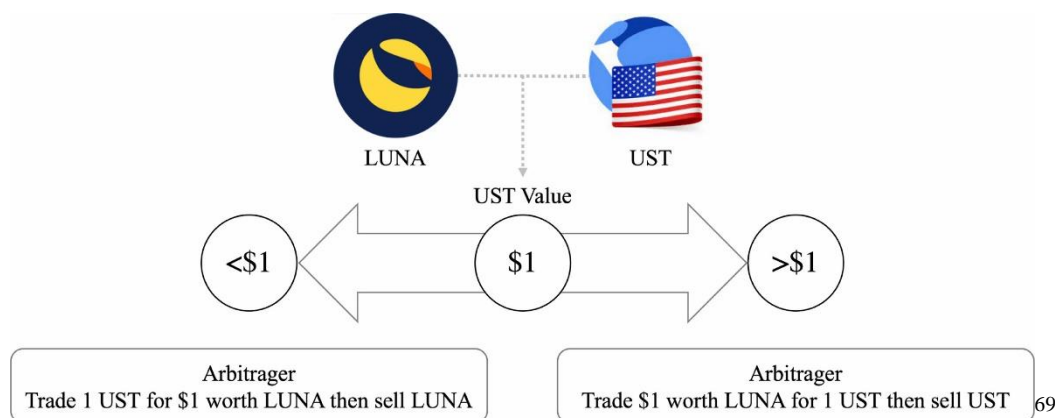 LUNA
UST
UST Value
<$1
$1
>$1
Arbitrager
Trade 1 UST for $1 worth LUNA then sell LUNA
Arbitrager
Trade $1 worth LUNA for 1 UST then sell UST
69